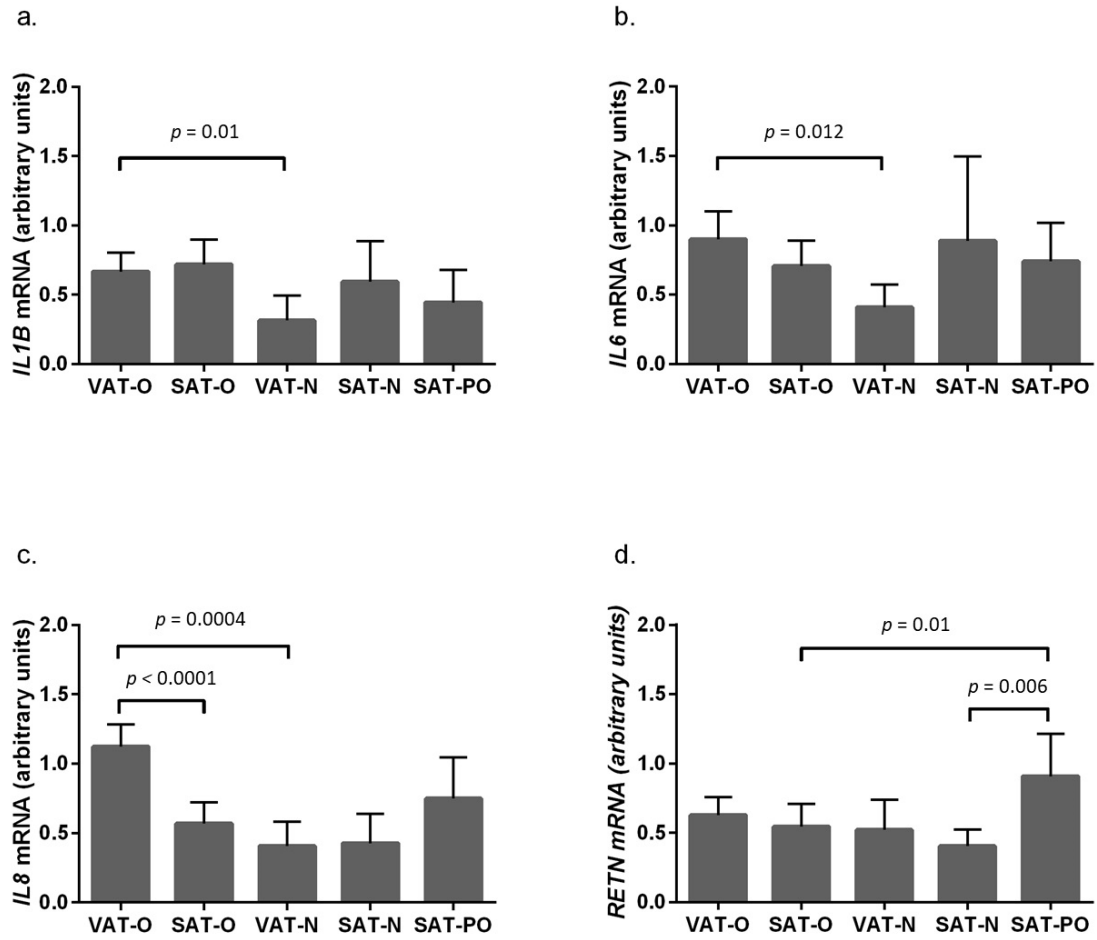 a.
IL1B mRNA (arbitrary units)
2.0
1.5
1.0
0.5
0.0
p = 0.01
VAT-O SAT-O VAT-N SAT-N SAT-PO
b.
IL6 mRNA (arbitrary units)
2.0
1.5
1.0
0.5
0.0
p = 0.012
VAT-O SAT-O VAT-N SAT-N SAT-PO
c.
IL8 mRNA (arbitrary units)
2.0
1.5
1.0
0.5
0.0
p = 0.0004
p < 0.0001
VAT-O SAT-O VAT-N SAT-N SAT-PO
d.
RETN mRNA (arbitrary units)
2.0
1.5
1.0
0.5
0.0
p = 0.01
p = 0.006
VAT-O SAT-O VAT-N SAT-N SAT-PO